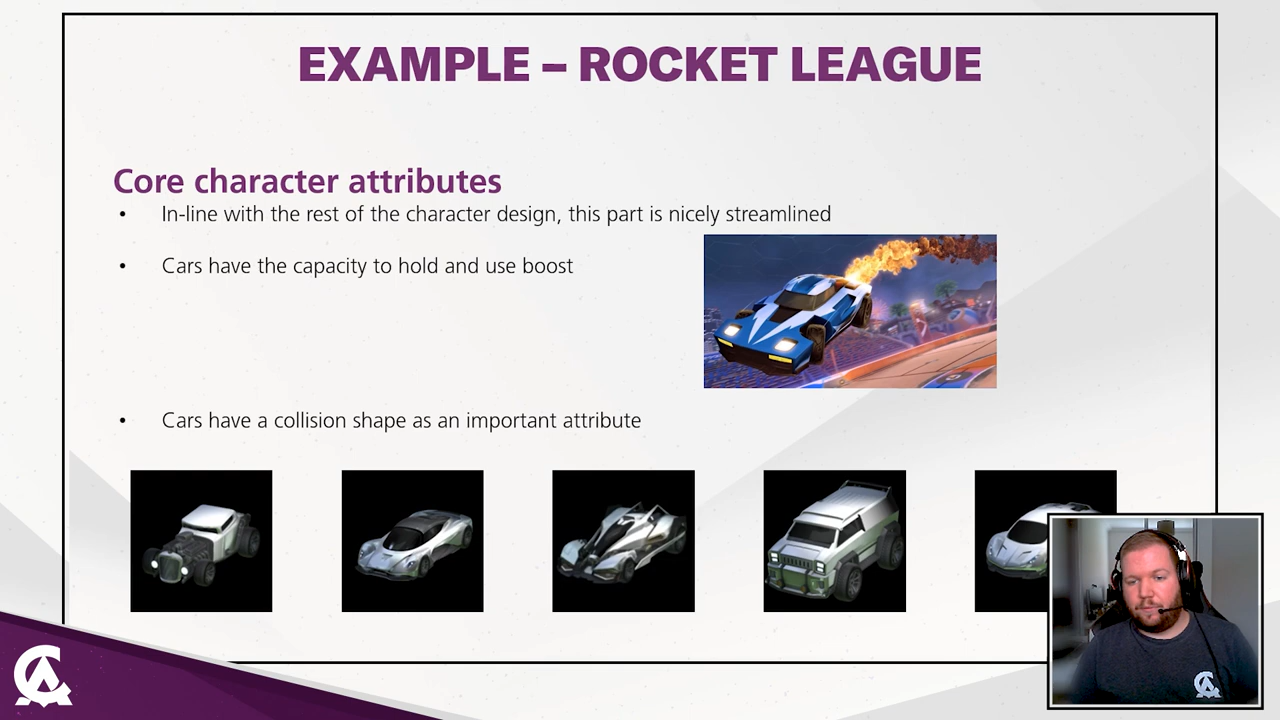 EXAMPLE – ROCKET LEAGUE
Core character attributes
• In-line with the rest of the character design, this part is nicely streamlined
• Cars have the capacity to hold and use boost
• Cars have a collision shape as an important attribute